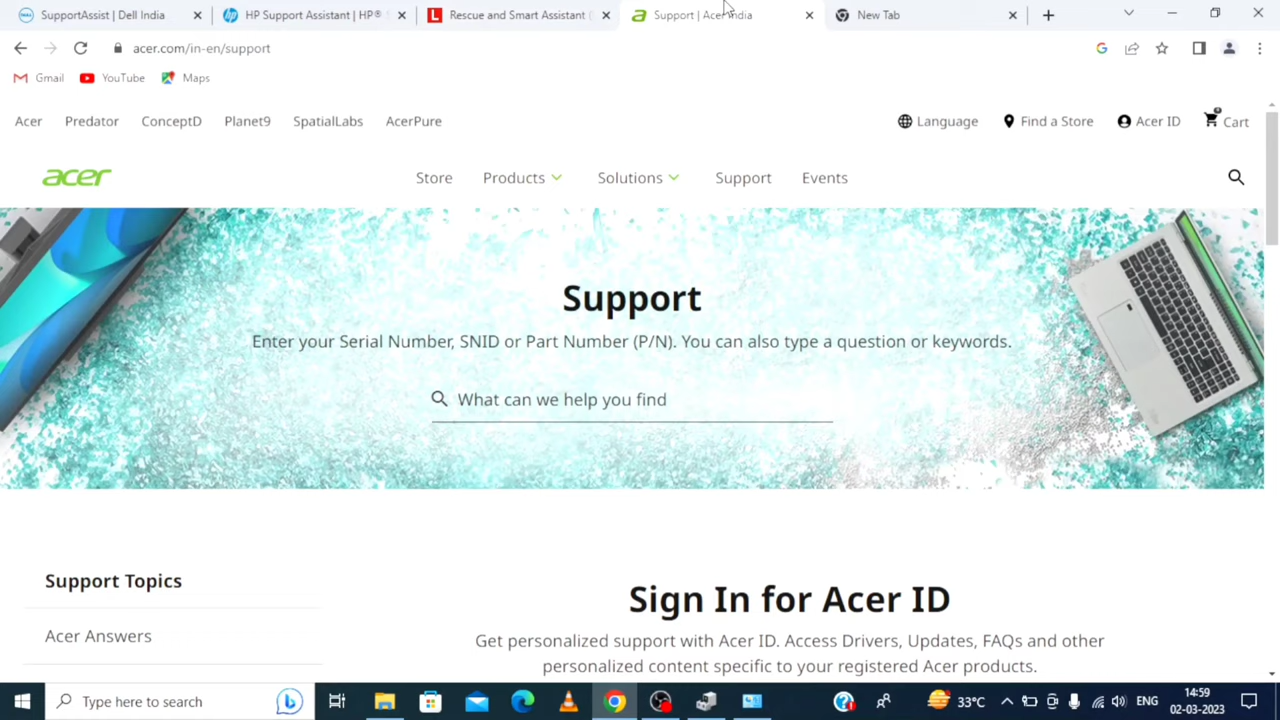 SupportAssist | Dell India
HP Support Assistant | HP®
Rescue and Smart Assistant (
Support | Acer India
New Tab
acer.com/in-en/support
Gmail
YouTube
Maps
Acer
Predator
ConceptD
Planet9
SpatialLabs
AcerPure
Language
Find a Store
Acer ID
Cart
acer
Store
Products
Solutions
Support
Events
Support
Enter your Serial Number, SNID or Part Number (P/N). You can also type a question or keywords.
What can we help you find
Support Topics
Acer Answers
Sign In for Acer ID
Get personalized support with Acer ID. Access Drivers, Updates, FAQs and other
personalized content specific to your registered Acer products.
Type here to search
33°C
ENG
14:59
02-03-2023